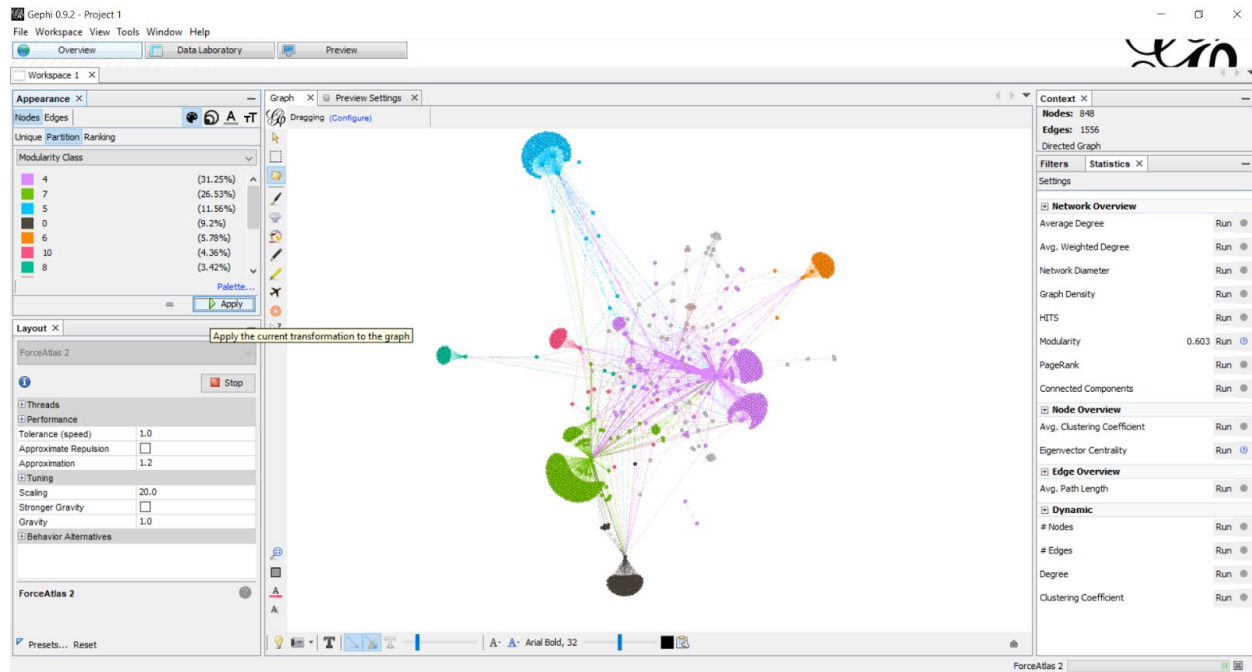 Gephi 0.9.2 - Project 1
File Workspace View Tools Window Help
Overview Data Laboratory Preview
Workspace 1 X
Appearance X
Nodes Edges
Unique Partition Ranking
Modularity Class
4 (31.25%)
7 (26.53%)
5 (11.56%)
0 (9.2%)
6 (5.78%)
10 (4.36%)
8 (3.42%)
Palette...
Apply
Apply the current transformation to the graph
Layout X
ForceAtlas 2
Stop
Threads
Performance
Tolerance (speed) 1.0
Approximate Repulsion
Approximation 1.2
Tuning
Scaling 20.0
Stronger Gravity
Gravity 1.0
Behavior Alternatives
ForceAtlas 2
Presets... Reset
Graph X Preview Settings X
Dragging (Configure)
A- A- Arial Bold, 32
Context X
Nodes: 848
Edges: 1556
Directed Graph
Filters Statistics X
Settings
Network Overview
Average Degree Run
Avg. Weighted Degree Run
Network Diameter Run
Graph Density Run
HITS Run
Modularity 0.603 Run
PageRank Run
Connected Components Run
Node Overview
Avg. Clustering Coefficient Run
Eigenvector Centrality Run
Edge Overview
Avg. Path Length Run
Dynamic
# Nodes Run
# Edges Run
Degree Run
Clustering Coefficient Run
ForceAtlas 2